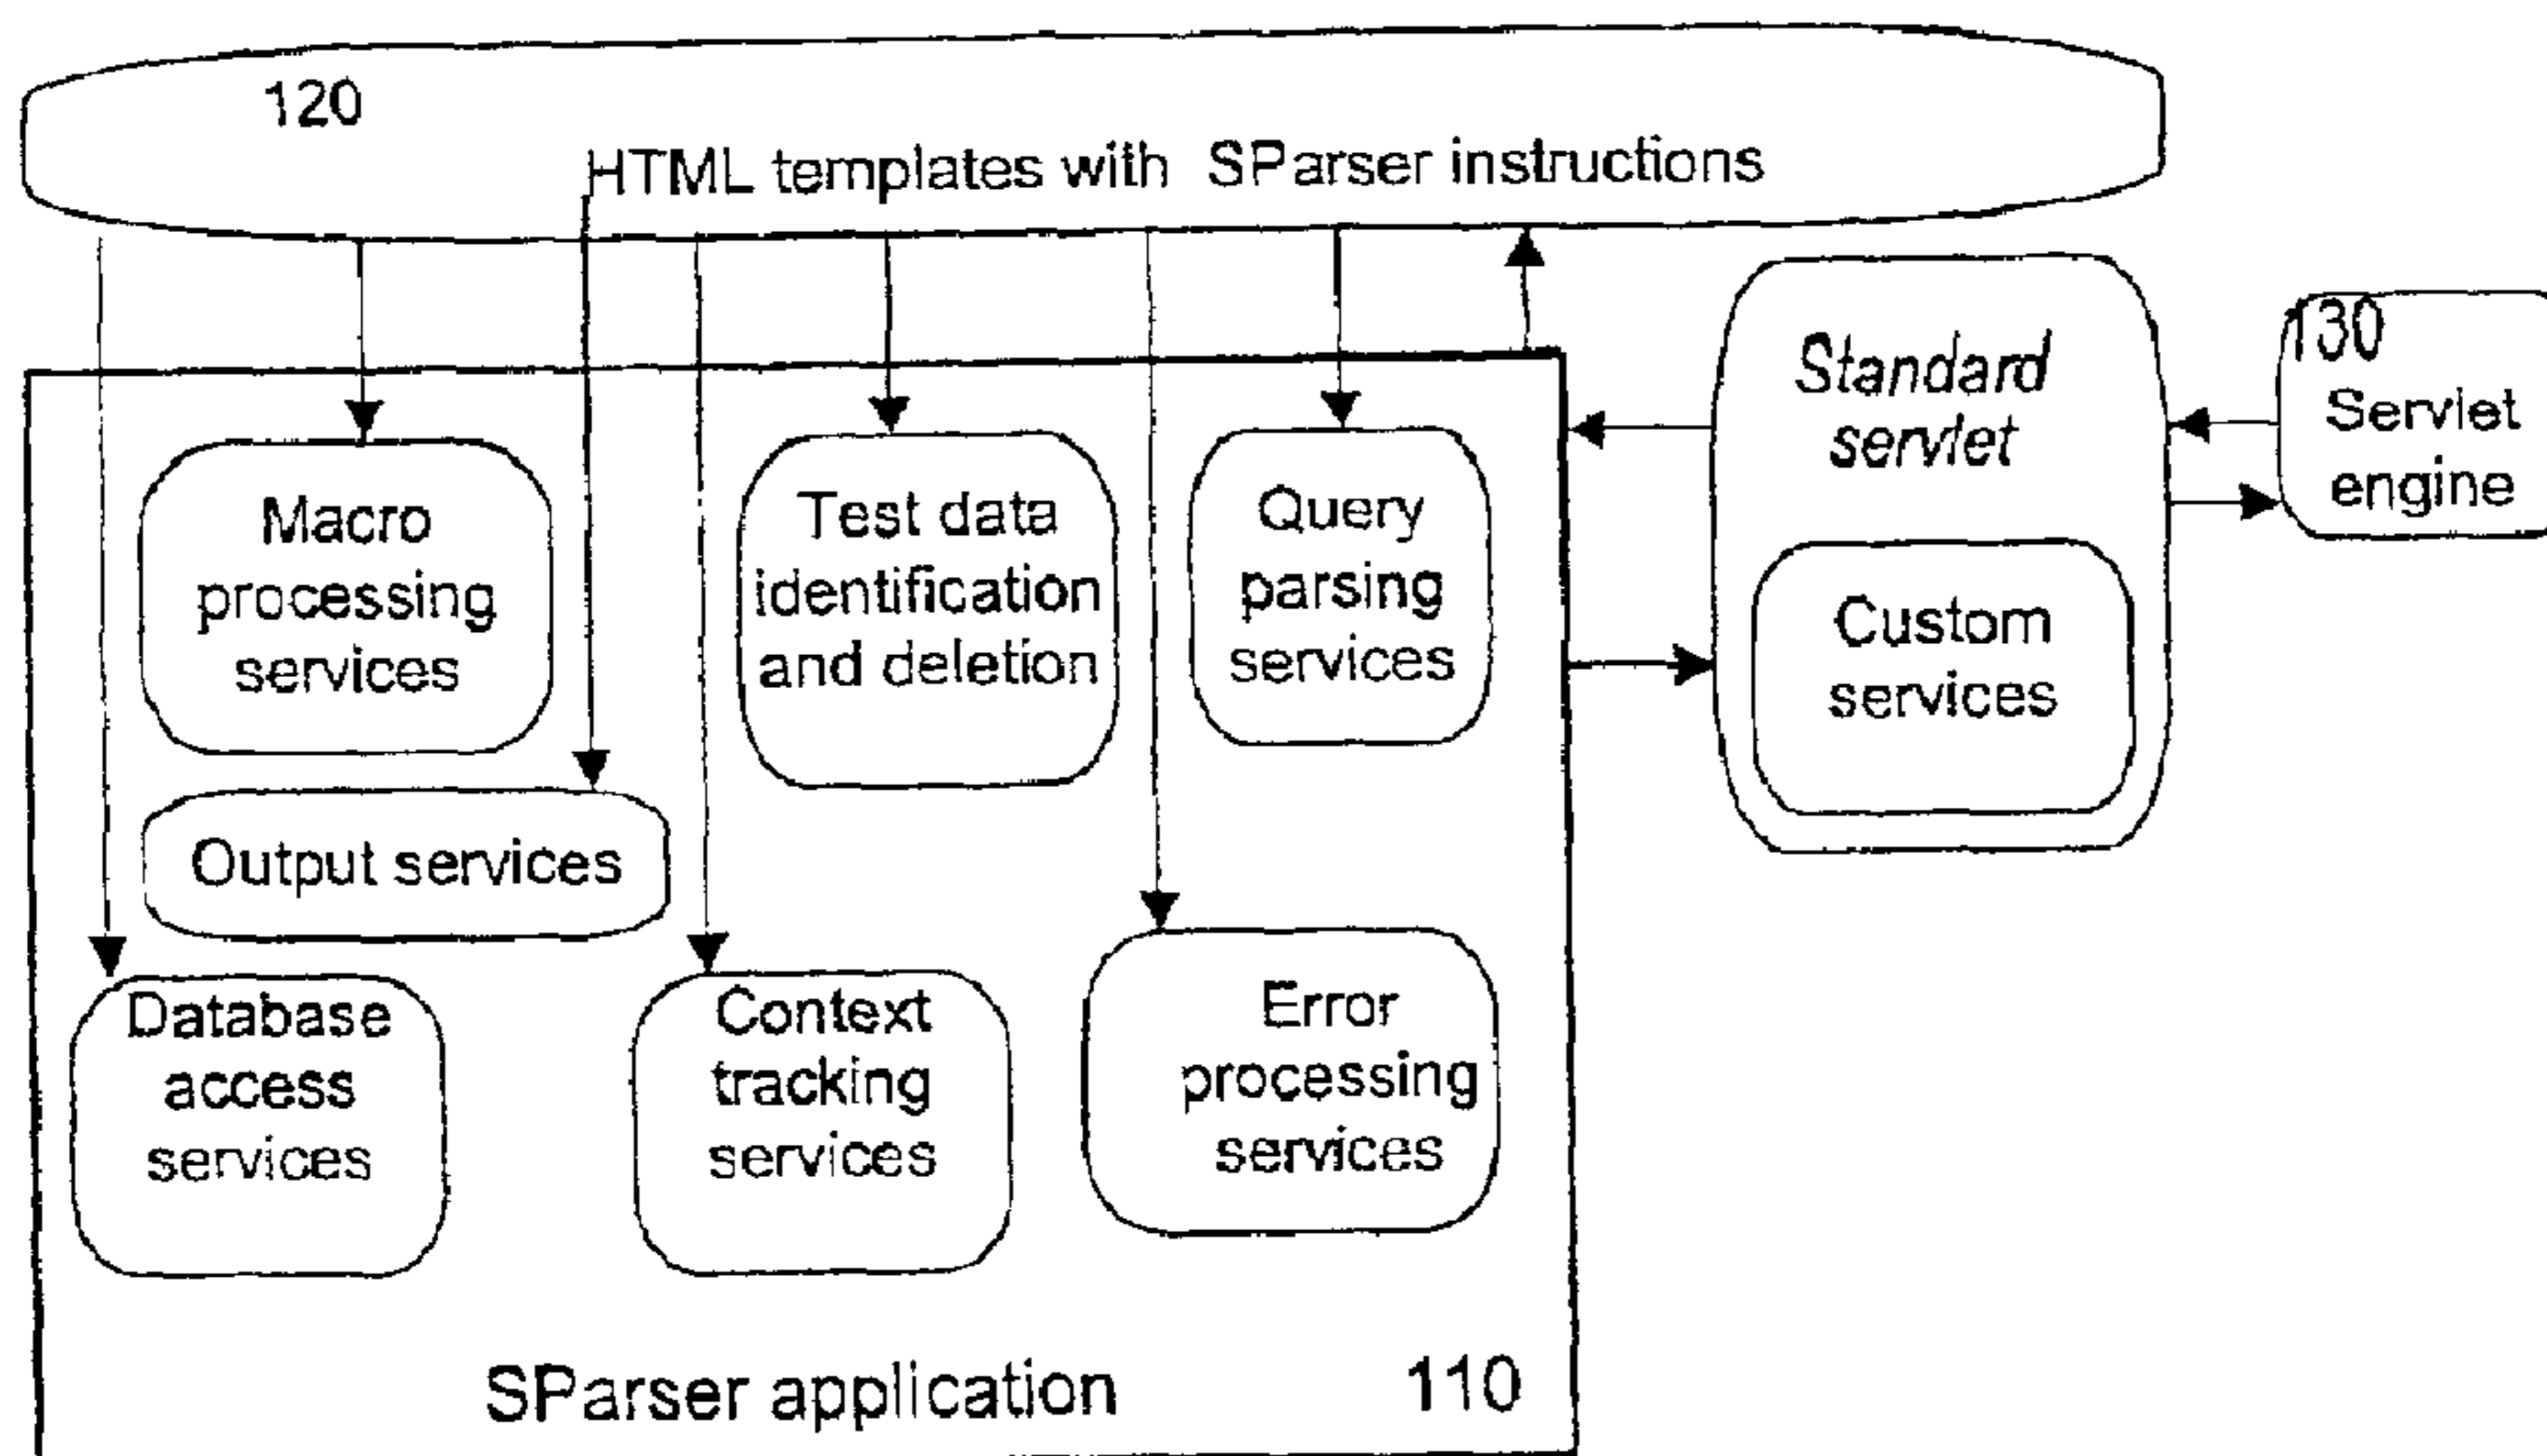 120
HTML templates with SParser instructions
130
Servlet
engine
Standard
servlet
Custom
services
Macro
processing
services
Test data
identification
and deletion
Query
parsing
services
Output services
Database
access
services
Context
tracking
services
Error
processing
services
SParser application
110